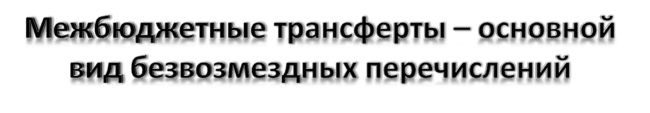 Межбюджетные трансферты – основной
вид безвозмездных перечислений